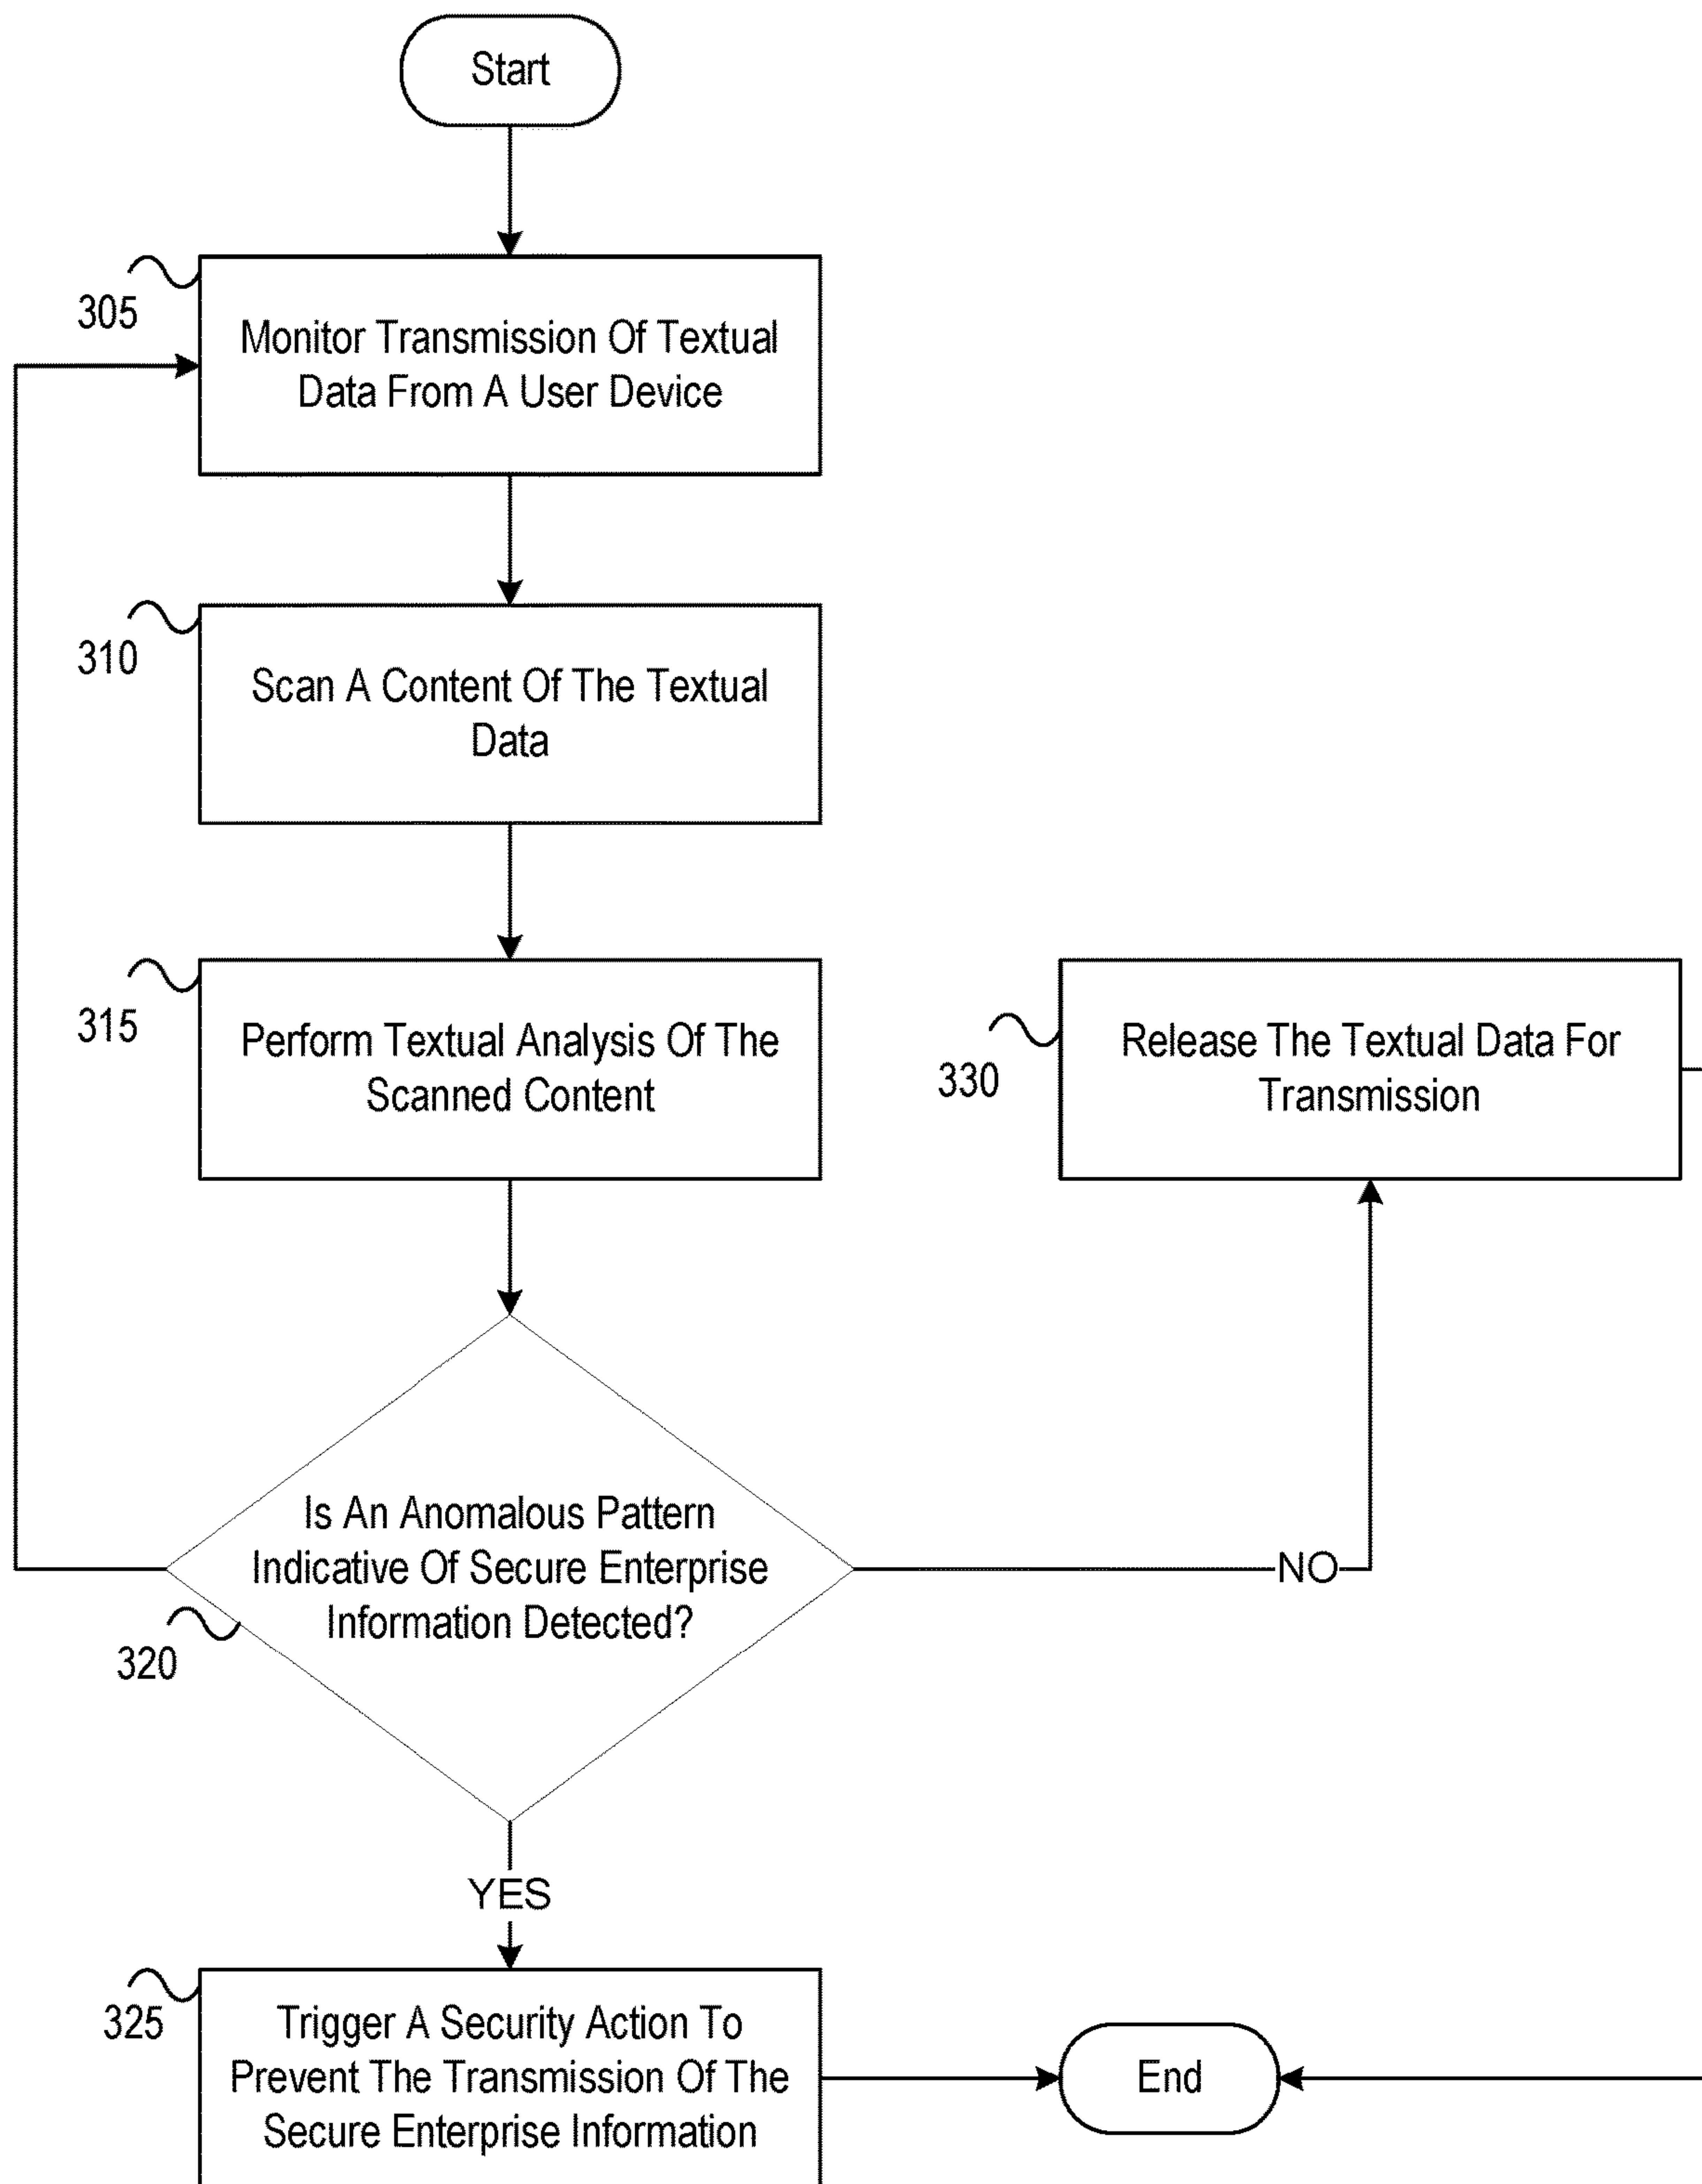 Start
305
Monitor Transmission Of Textual
Data From A User Device
310
Scan A Content Of The Textual
Data
315
Perform Textual Analysis Of The
Scanned Content
330
Release The Textual Data For
Transmission
Is An Anomalous Pattern
Indicative Of Secure Enterprise
Information Detected?
NO
320
YES
325
Trigger A Security Action To
Prevent The Transmission Of The
Secure Enterprise Information
End